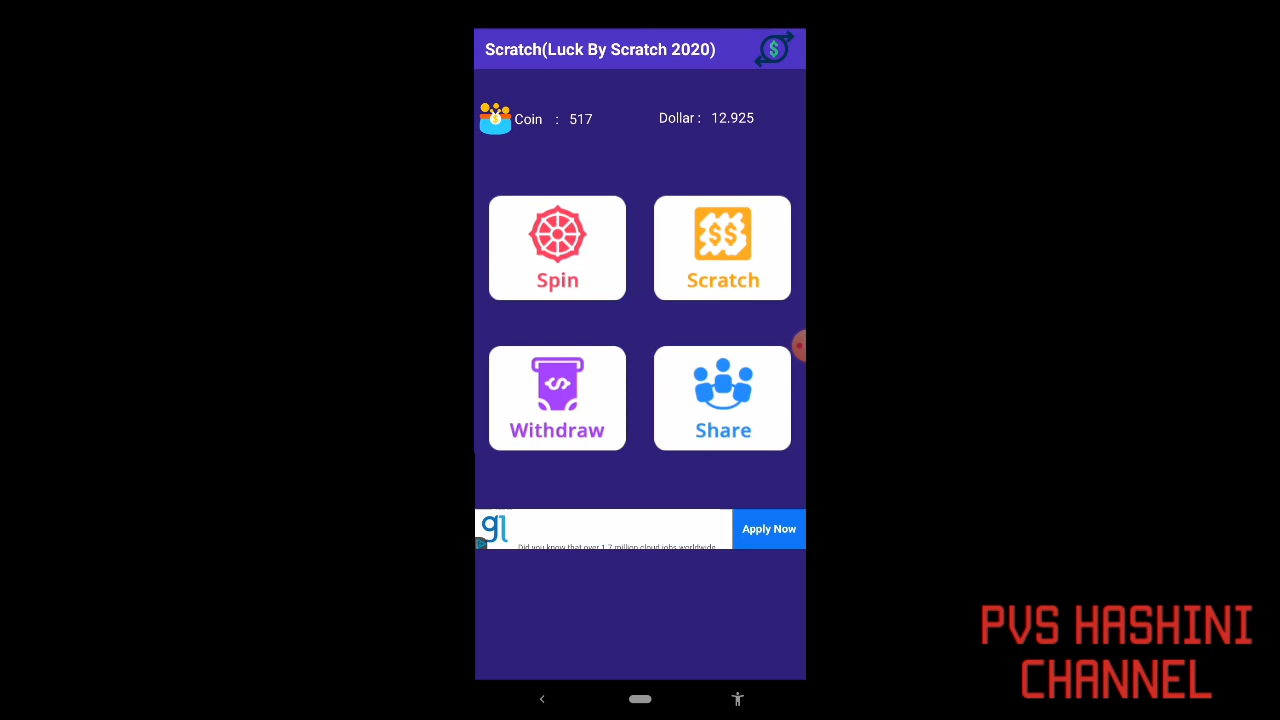 Scratch(Luck By Scratch 2020)
$
Coin : 517 Dollar : 12.925
Spin
$$
Scratch
$
Withdraw
Share
gl
Did you know that over 1.7 million cloud jobs worldwide
Apply Now
PVS HASHINI
CHANNEL